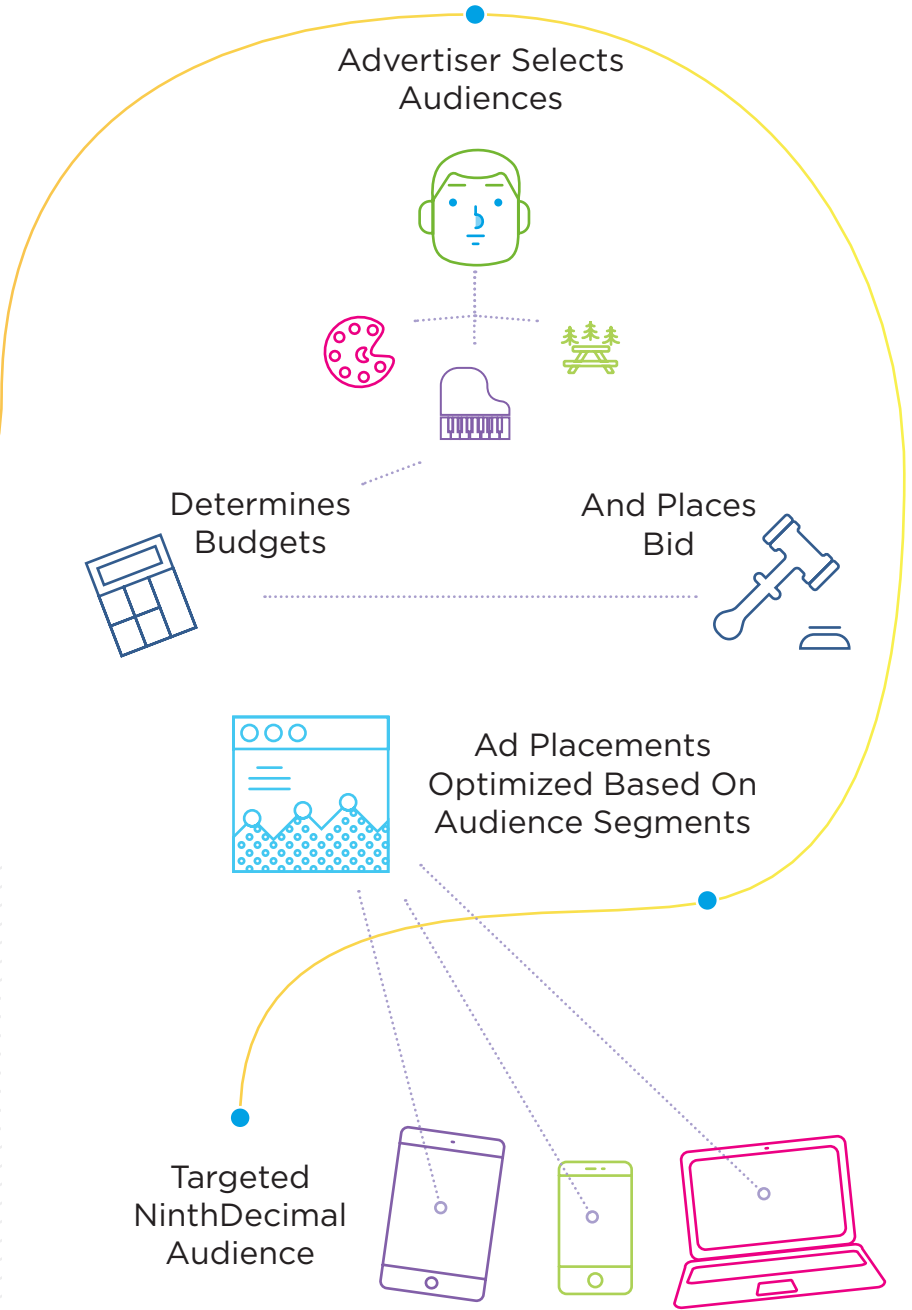 Advertiser Selects
Audiences
Determines
Budgets
And Places
Bid
Ad Placements
Optimized Based On
Audience Segments
Targeted
NinthDecimal
Audience